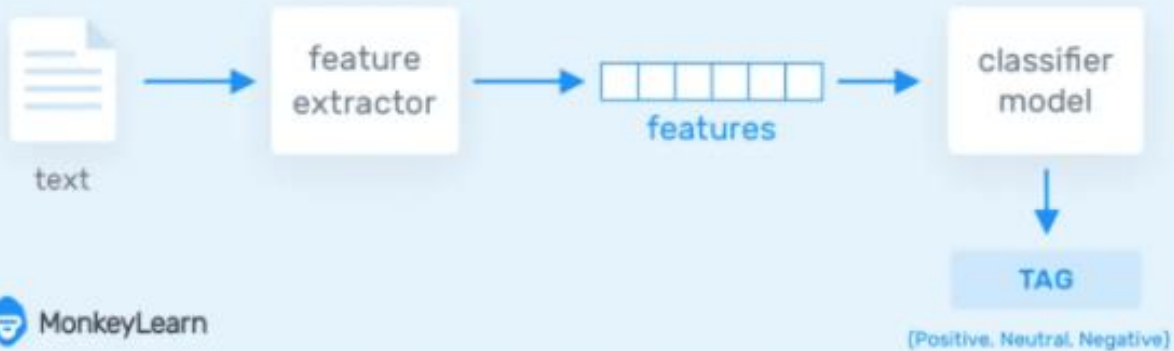 text
feature
extractor
features
classifier
model
TAG
(Positive, Neutral, Negative)
MonkeyLearn